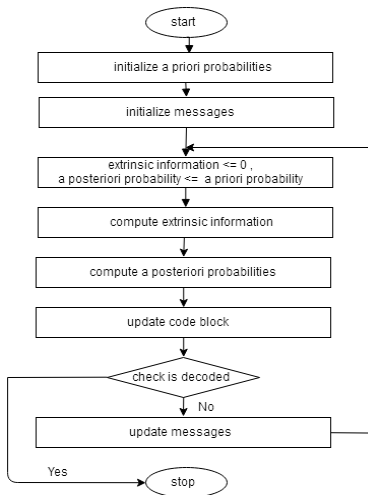 start
initialize a priori probabilities
initialize messages
extrinsic information <= 0 ,
a posteriori probability <= a priori probability
compute extrinsic information
compute a posteriori probabilities
update code block
check is decoded
No
update messages
Yes
stop